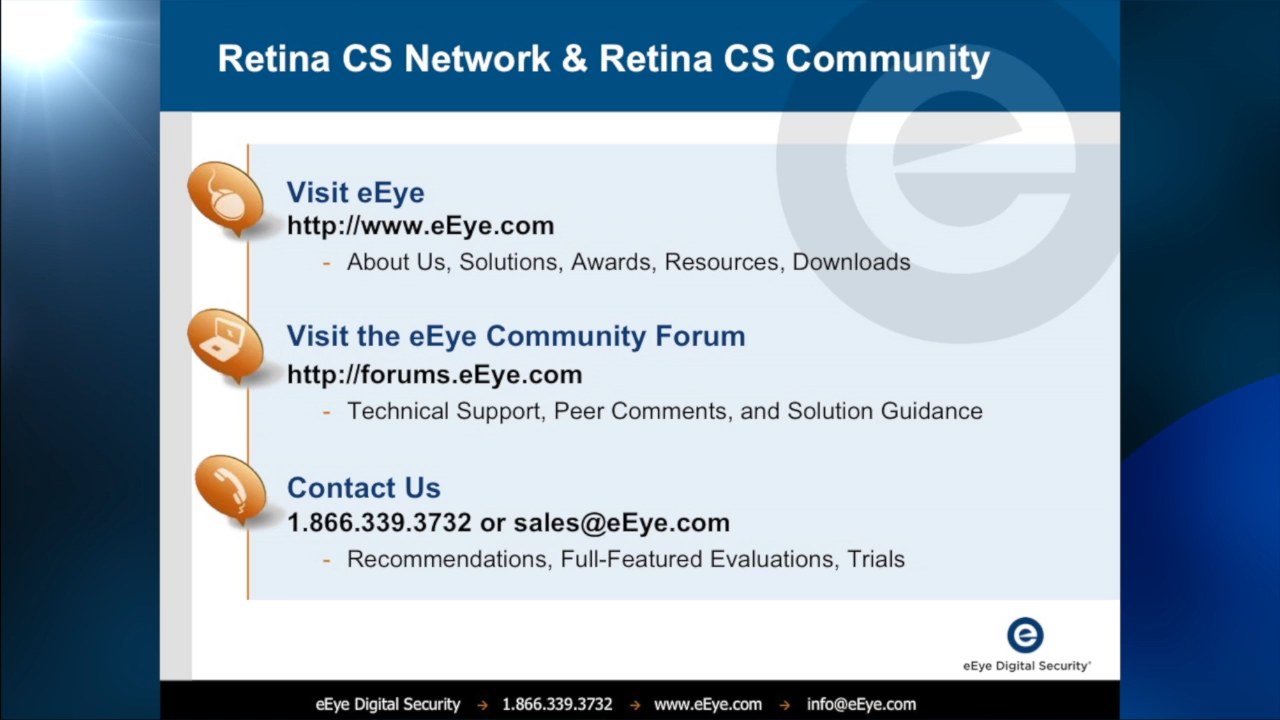 Retina CS Network & Retina CS Community
Visit eEye
http://www.eEye.com
- About Us, Solutions, Awards, Resources, Downloads
Visit the eEye Community Forum
http://forums.eEye.com
- Technical Support, Peer Comments, and Solution Guidance
Contact Us
1.866.339.3732 or sales@eEye.com
- Recommendations, Full-Featured Evaluations, Trials
eEye Digital Security®
eEye Digital Security → 1.866.339.3732 → www.eEye.com → info@eEye.com